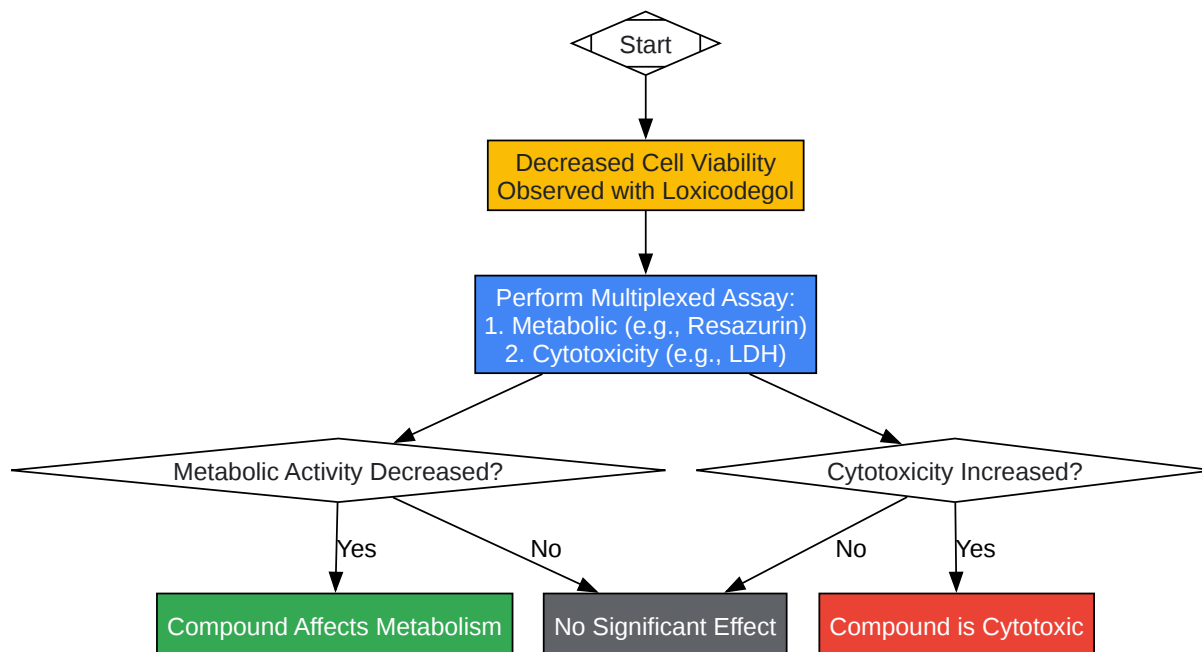 Start
Decreased Cell Viability
Observed with Loxicodegol
Perform Multiplexed Assay:
1. Metabolic (e.g., Resazurin)
2. Cytotoxicity (e.g., LDH)
Metabolic Activity Decreased?
Cytotoxicity Increased?
Yes
No
No
Yes
Compound Affects Metabolism
No Significant Effect
Compound is Cytotoxic